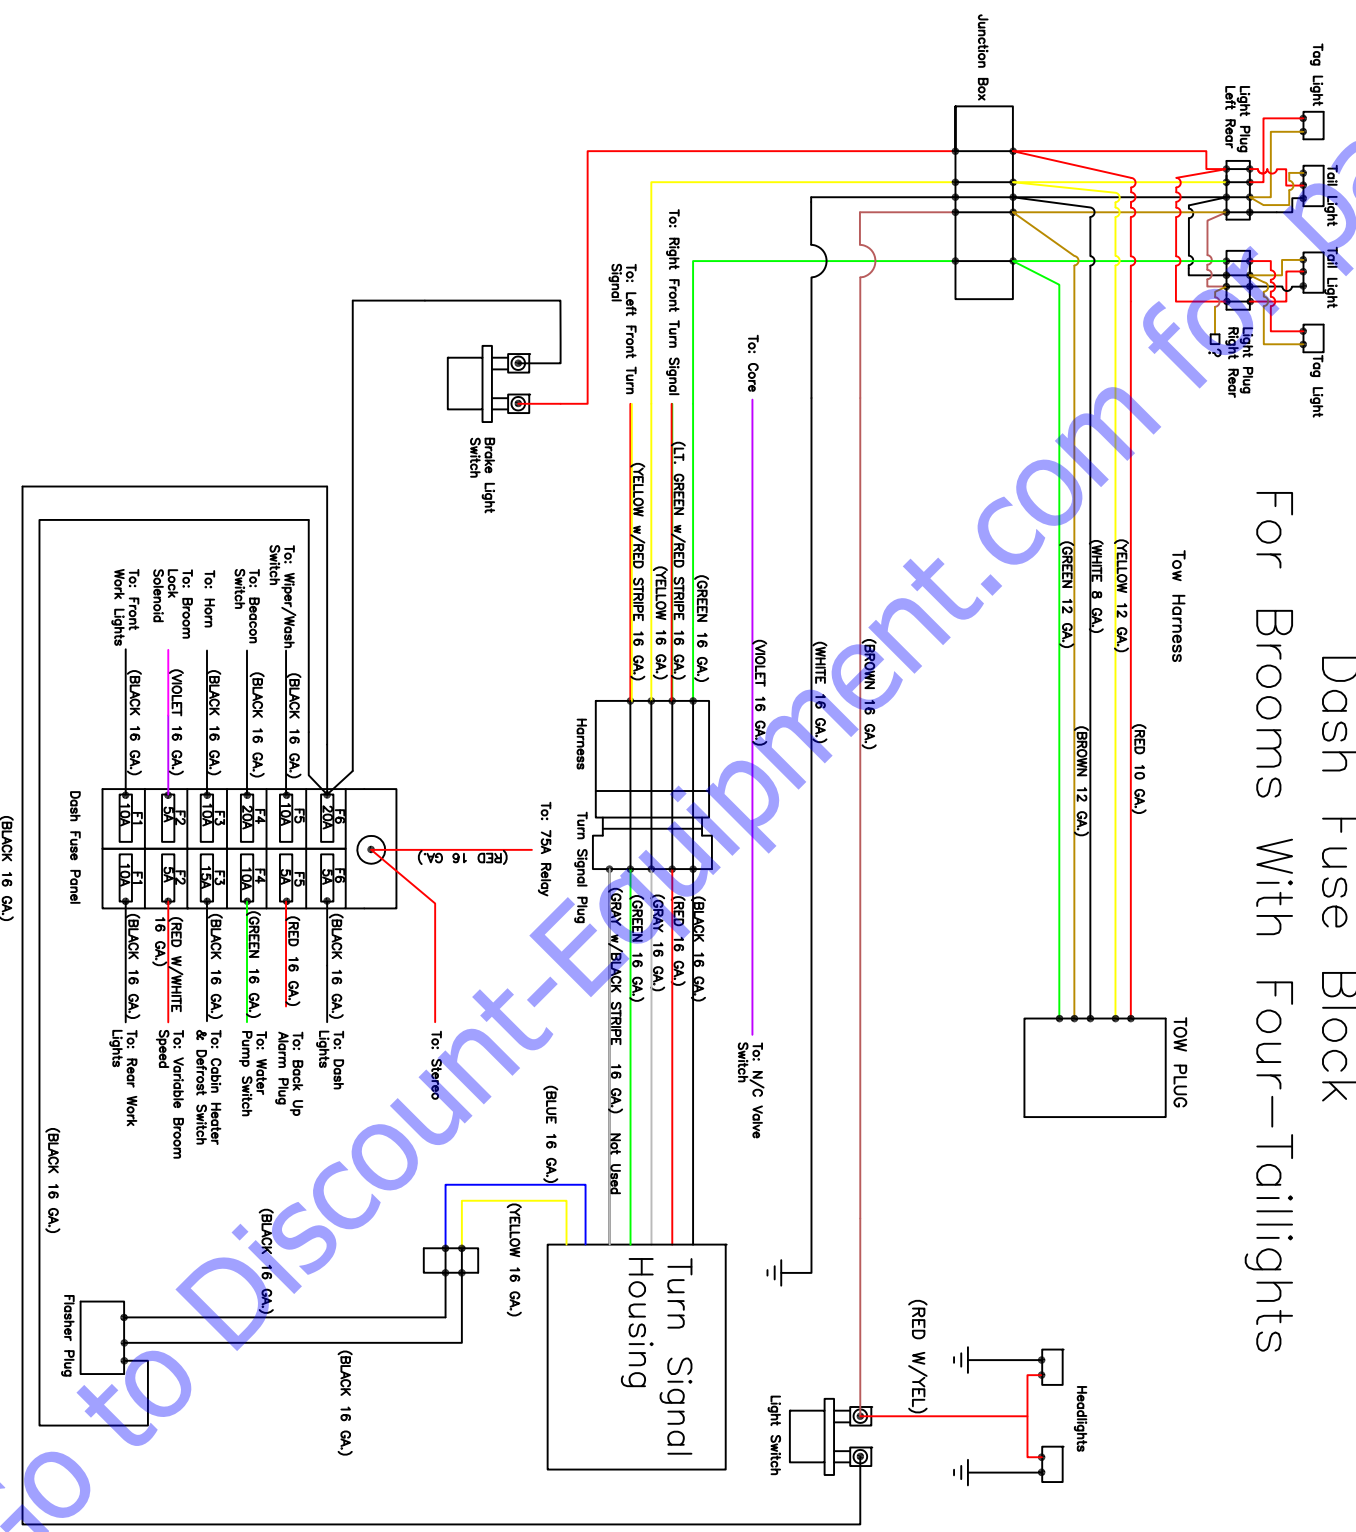 Dash Fuse Block
For Brooms With Four-Taillights
Tag Light
Tail Light
Tail Light
Tag Light
Light Plug
Left Rear
Light Plug
Right Rear
?
Junction Box
Tow Harness
TOW PLUG
(RED 10 GA.)
(YELLOW 12 GA.)
(WHITE 8 GA.)
(BROWN 12 GA.)
(GREEN 12 GA.)
Headlights
(RED W/YEL)
(BROWN 16 GA.)
(WHITE 16 GA.)
Light Switch
To: Core
(VIOLET 16 GA.)
To: N/C Valve
Switch
To: Right Front Turn Signal
To: Left Front Turn
Signal
(GREEN 16 GA.)
(LT. GREEN w/RED STRIPE 16 GA.)
(YELLOW 16 GA.)
(YELLOW w/RED STRIPE 16 GA.)
Harness
Turn Signal Plug
(BLACK 16 GA.)
(RED 16 GA.)
(GRAY 16 GA.)
(GREEN 16 GA.)
(GRAY w/BLACK STRIPE 16 GA.) Not Used
Turn Signal
Housing
(BLUE 16 GA.)
(YELLOW 16 GA.)
Brake Light
Switch
To: 75A Relay
(RED 16 GA.)
To: Stereo
To: Wiper/Wash
Switch
(BLACK 16 GA.)
To: Beacon
Switch
(BLACK 16 GA.)
To: Horn
(BLACK 16 GA.)
To: Broom
Lock
Solenoid
(VIOLET 16 GA.)
To: Front
Work Lights
(BLACK 16 GA.)
F6
20A
F5
10A
F4
20A
F3
10A
F2
5A
F1
10A
F6
5A
F5
5A
F4
10A
F3
15A
F2
5A
F1
10A
Dash Fuse Panel
(BLACK 16 GA.)
To: Dash
Lights
(RED 16 GA.)
To: Back Up
Alarm Plug
(GREEN 16 GA.)
To: Water
Pump Switch
(BLACK 16 GA.)
To: Cabin Heater
& Defrost Switch
(RED W/WHITE
16 GA.)
To: Variable Broom
Speed
(BLACK 16 GA.)
To: Rear Work
Lights
(BLACK 16 GA.)
(BLACK 16 GA.)
(BLACK 16 GA.)
(BLACK 16 GA.)
Flasher Plug
Go to Discount-Equipment.com for pa